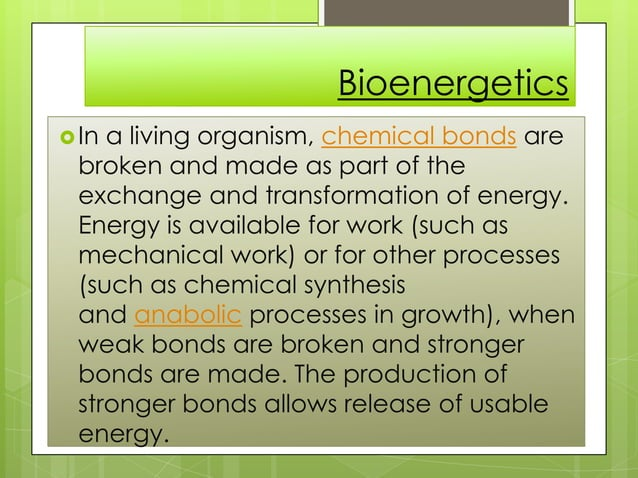 Bioenergetics
In a living organism, chemical bonds are
broken and made as part of the
exchange and transformation of energy.
Energy is available for work (such as
mechanical work) or for other processes
(such as chemical synthesis
and anabolic processes in growth), when
weak bonds are broken and stronger
bonds are made. The production of
stronger bonds allows release of usable
energy.